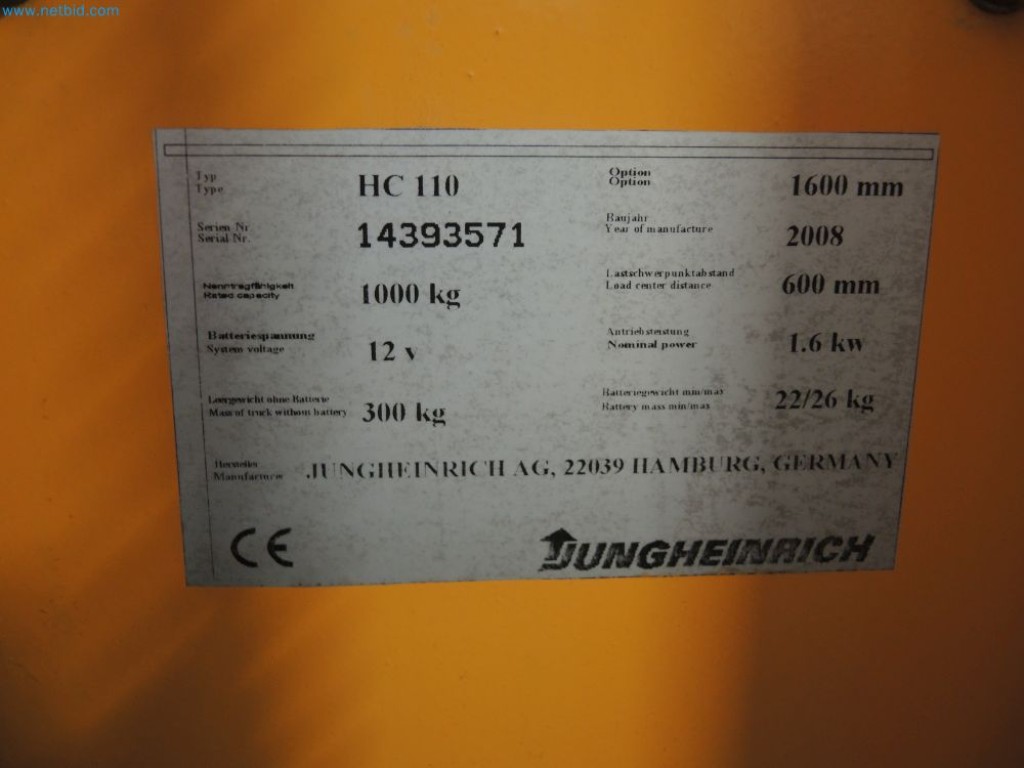 www.netbid.com
Typ
Type
HC 110
Option
Option
1600 mm
Serien Nr
Serial Nr.
14393571
Baujahr
Year of manufacture
2008
Nenntragfähigkeit
Rated capacity
1000 kg
Lastschwerpunktabstand
Load center distance
600 mm
Batteriespannung
System voltage
12 v
Antriebsleistung
Nominal power
1.6 kw
Leergewicht ohne Batterie
Mass of truck without battery
300 kg
Batteriegewicht min/max
Battery mass min/max
22/26 kg
Hersteller
Manufacturer
JUNGHEINRICH AG, 22039 HAMBURG, GERMANY
CE
JUNGHEINRICH